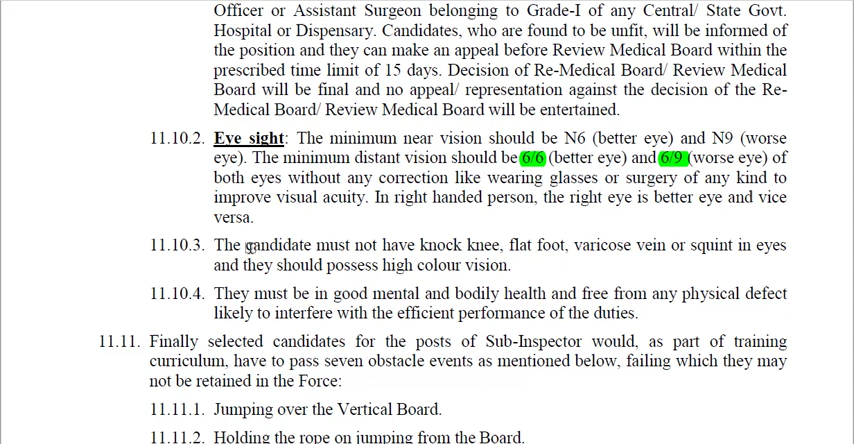 Officer or Assistant Surgeon belonging to Grade-I of any Central/ State Govt.
Hospital or Dispensary. Candidates, who are found to be unfit, will be informed of
the position and they can make an appeal before Review Medical Board within the
prescribed time limit of 15 days. Decision of Re-Medical Board/ Review Medical
Board will be final and no appeal/ representation against the decision of the Re-
Medical Board/ Review Medical Board will be entertained.
11.10.2. Eye sight: The minimum near vision should be N6 (better eye) and N9 (worse
eye). The minimum distant vision should be 6/6 (better eye) and 6/9 (worse eye) of
both eyes without any correction like wearing glasses or surgery of any kind to
improve visual acuity. In right handed person, the right eye is better eye and vice
versa.
11.10.3. The candidate must not have knock knee, flat foot, varicose vein or squint in eyes
and they should possess high colour vision.
11.10.4. They must be in good mental and bodily health and free from any physical defect
likely to interfere with the efficient performance of the duties.
11.11. Finally selected candidates for the posts of Sub-Inspector would, as part of training
curriculum, have to pass seven obstacle events as mentioned below, failing which they may
not be retained in the Force:
11.11.1. Jumping over the Vertical Board.
11.11.2. Holding the rope on jumping from the Board.